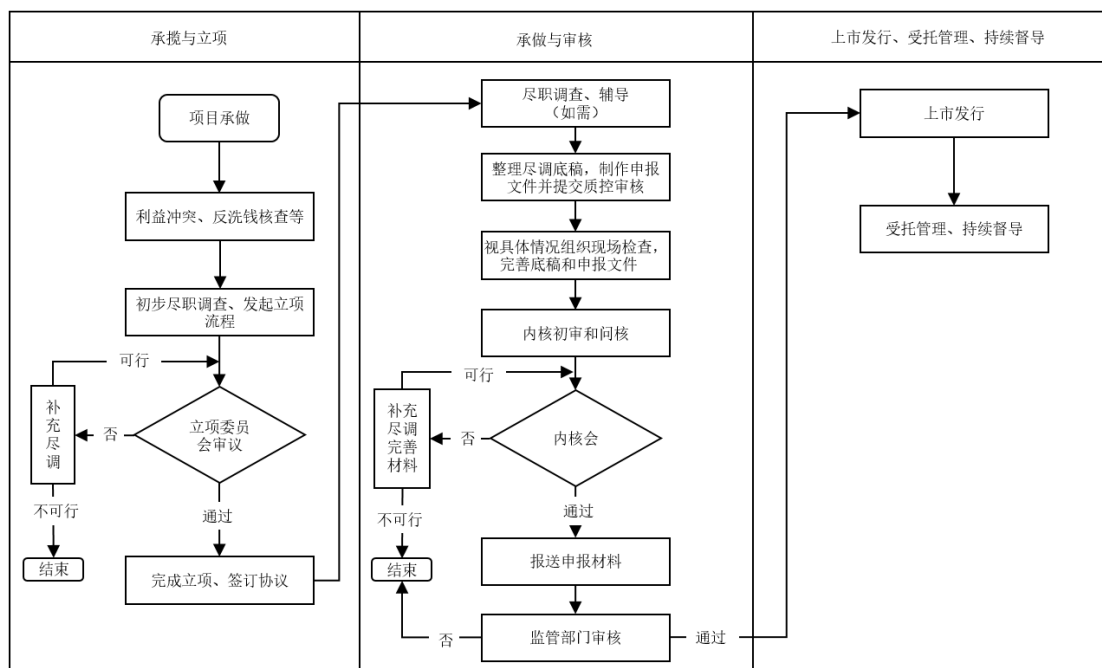 承揽与立项
项目承做
利益冲突、反洗钱核查等
初步尽职调查、发起立项
流程
可行
补
充
尽
调
否
立项委员
会审议
不可行
通过
结束
完成立项、签订协议
承做与审核
尽职调查、辅导
（如需）
整理尽调底稿，制作申报
文件并提交质控审核
视具体情况组织现场检查，
完善底稿和申报文件
内核初审和问核
可行
补充
尽调
完善
材料
否
内核会
不可行
通过
结束
报送申报材料
否
监管部门审核
通过
上市发行、受托管理、持续督导
上市发行
受托管理、持续督导